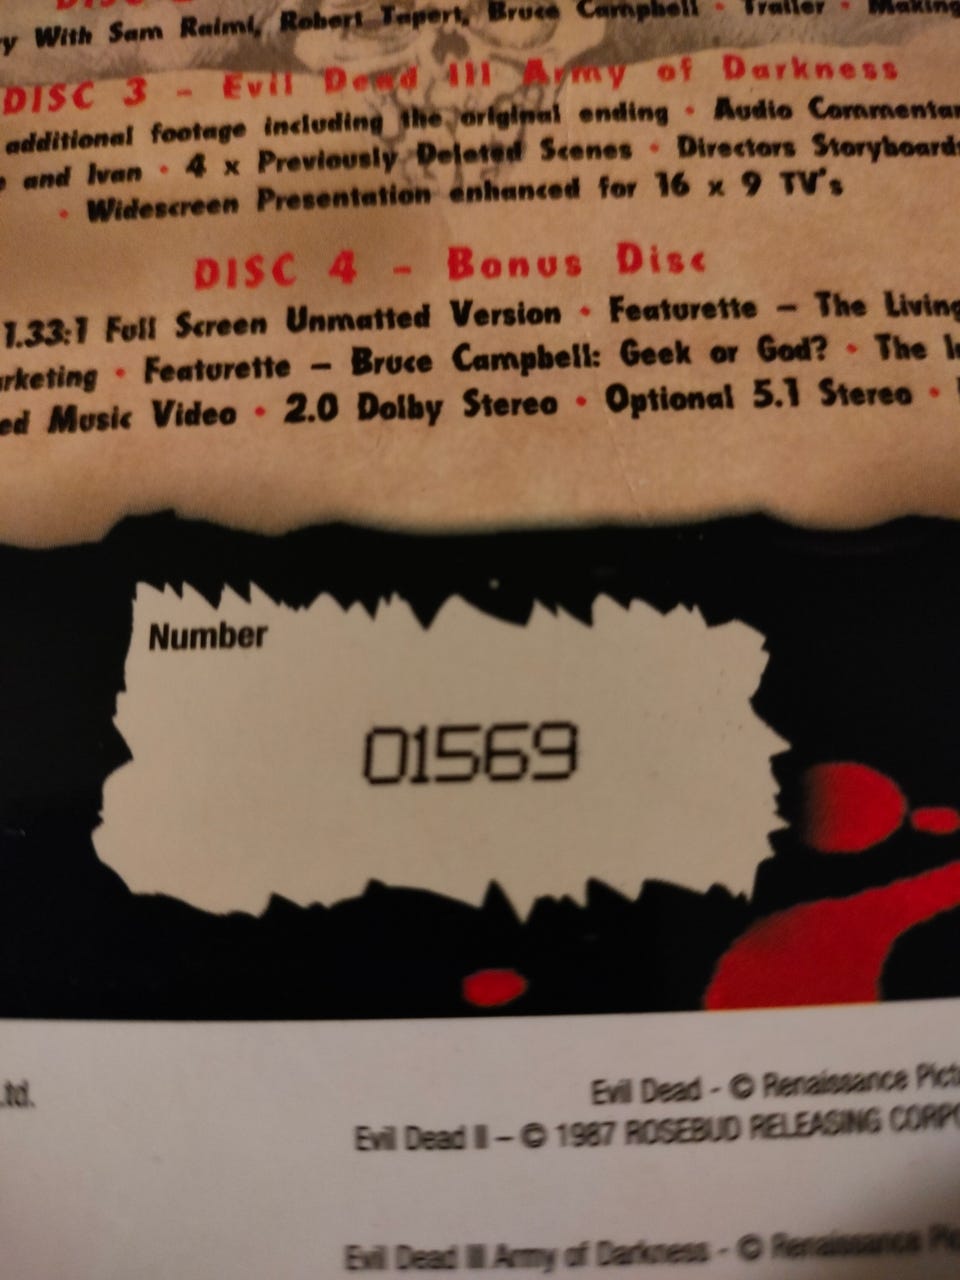 y With Sam Raimi, Robert Tapert, Bruce Campbell • Trailer • Making
DISC 3 – Evil Dead III Army of Darkness
additional footage including the original ending • Audio Commentar
and Ivan • 4 x Previously Deleted Scenes • Directors Storyboards
• Widescreen Presentation enhanced for 16 x 9 TV's
DISC 4 – Bonus Disc
1.33:1 Full Screen Unmatted Version • Featurette – The Living
rketing • Featurette – Bruce Campbell: Geek or God? • The I
ed Music Video • 2.0 Dolby Stereo • Optional 5.1 Stereo •
Number
01569
td.
Evil Dead - © Renaissance Pict
Evil Dead II – © 1987 ROSEBUD RELEASING CORPO
Evil Dead III Army of Darkness - © Renaissance Pic